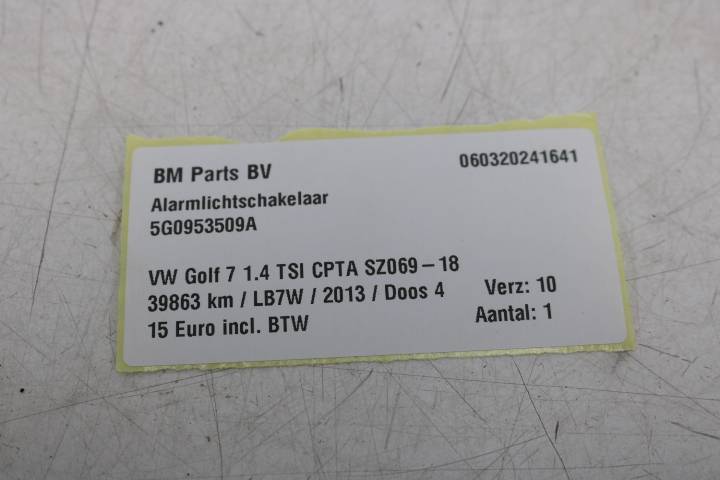 BM Parts BV 060320241641
Alarmlichtschakelaar
5G0953509A
VW Golf 7 1.4 TSI CPTA SZ069-18
39863 km / LB7W / 2013 / Doos 4 Verz: 10
15 Euro incl. BTW Aantal: 1